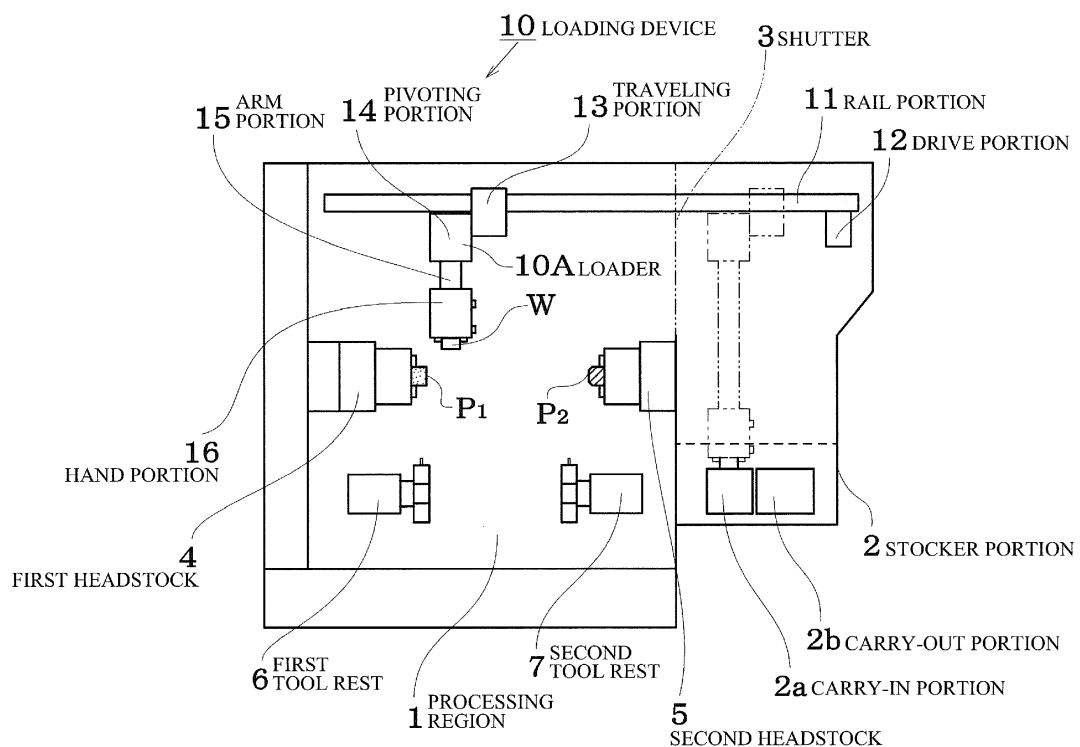 10 LOADING DEVICE
3 SHUTTER
15 ARM
PORTION
14 PIVOTING
PORTION
13 TRAVELING
PORTION
11 RAIL PORTION
12 DRIVE PORTION
10A LOADER
W
P1
P2
16
HAND PORTION
4
FIRST HEADSTOCK
2 STOCKER PORTION
2b CARRY-OUT PORTION
2a CARRY-IN PORTION
6 FIRST
TOOL REST
7 SECOND
TOOL REST
1 PROCESSING
REGION
5
SECOND HEADSTOCK